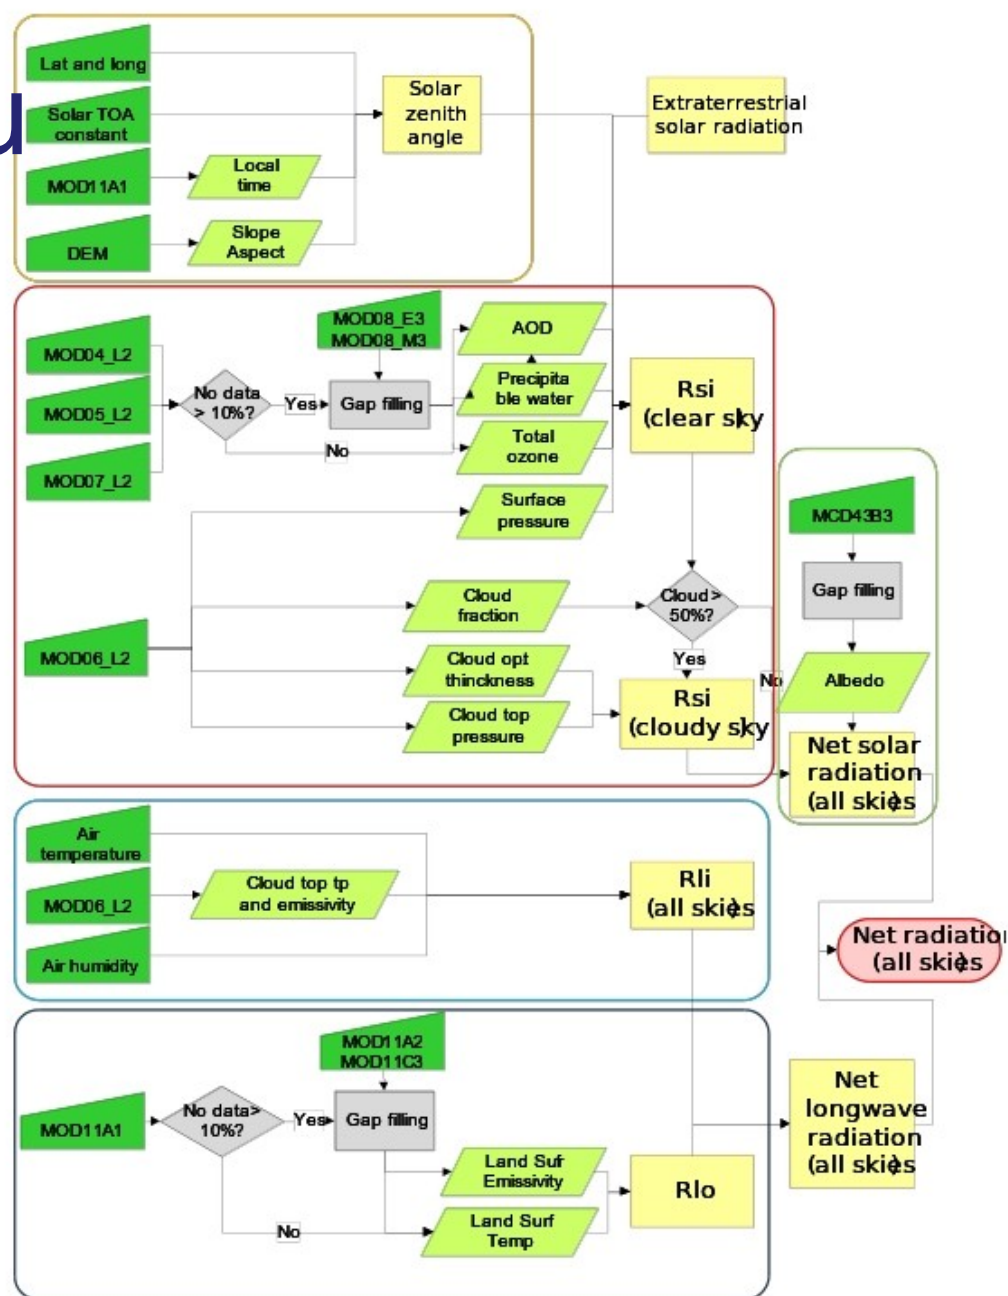 Lat and long
u
Solar TOA
constant
MOD11A1
DEM
Local
time
Slope
Aspect
Solar
zenith
angle
Extraterrestrial
solar radiation
MOD04_L2
MOD05_L2
MOD07_L2
No data
> 10%?
Yes
No
MOD08_E3
MOD08_M3
Gap filling
AOD
Precipita
ble water
Total
ozone
Surface
pressure
Rsi
(clear sky)
MOD06_L2
Cloud
fraction
Cloud opt
thinckness
Cloud top
pressure
Cloud >
50%?
Yes
No
Rsi
(cloudy sky)
MCD43B3
Gap filling
Albedo
Net solar
radiation
(all skies)
Air
temperature
MOD06_L2
Air humidity
Cloud top tp
and emissivity
Rli
(all skies)
Net radiation
(all skies)
MOD11A1
No data>
10%?
Yes
No
MOD11A2
MOD11C3
Gap filling
Land Sufr
Emissivity
Land Surf
Temp
Rlo
Net
longwave
radiation
(all skies)